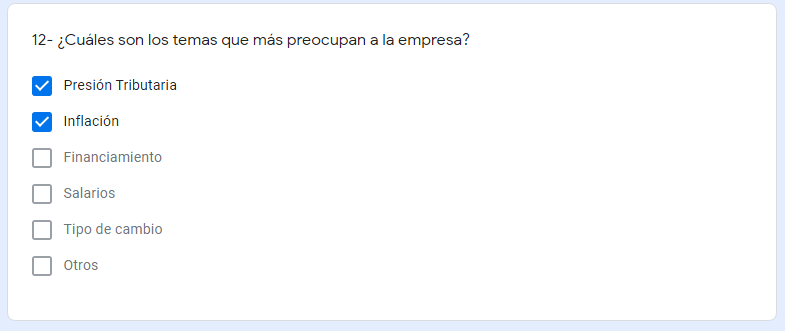 12- ¿Cuáles son los temas que más preocupan a la empresa?
Presión Tributaria
Inflación
Financiamiento
Salarios
Tipo de cambio
Otros